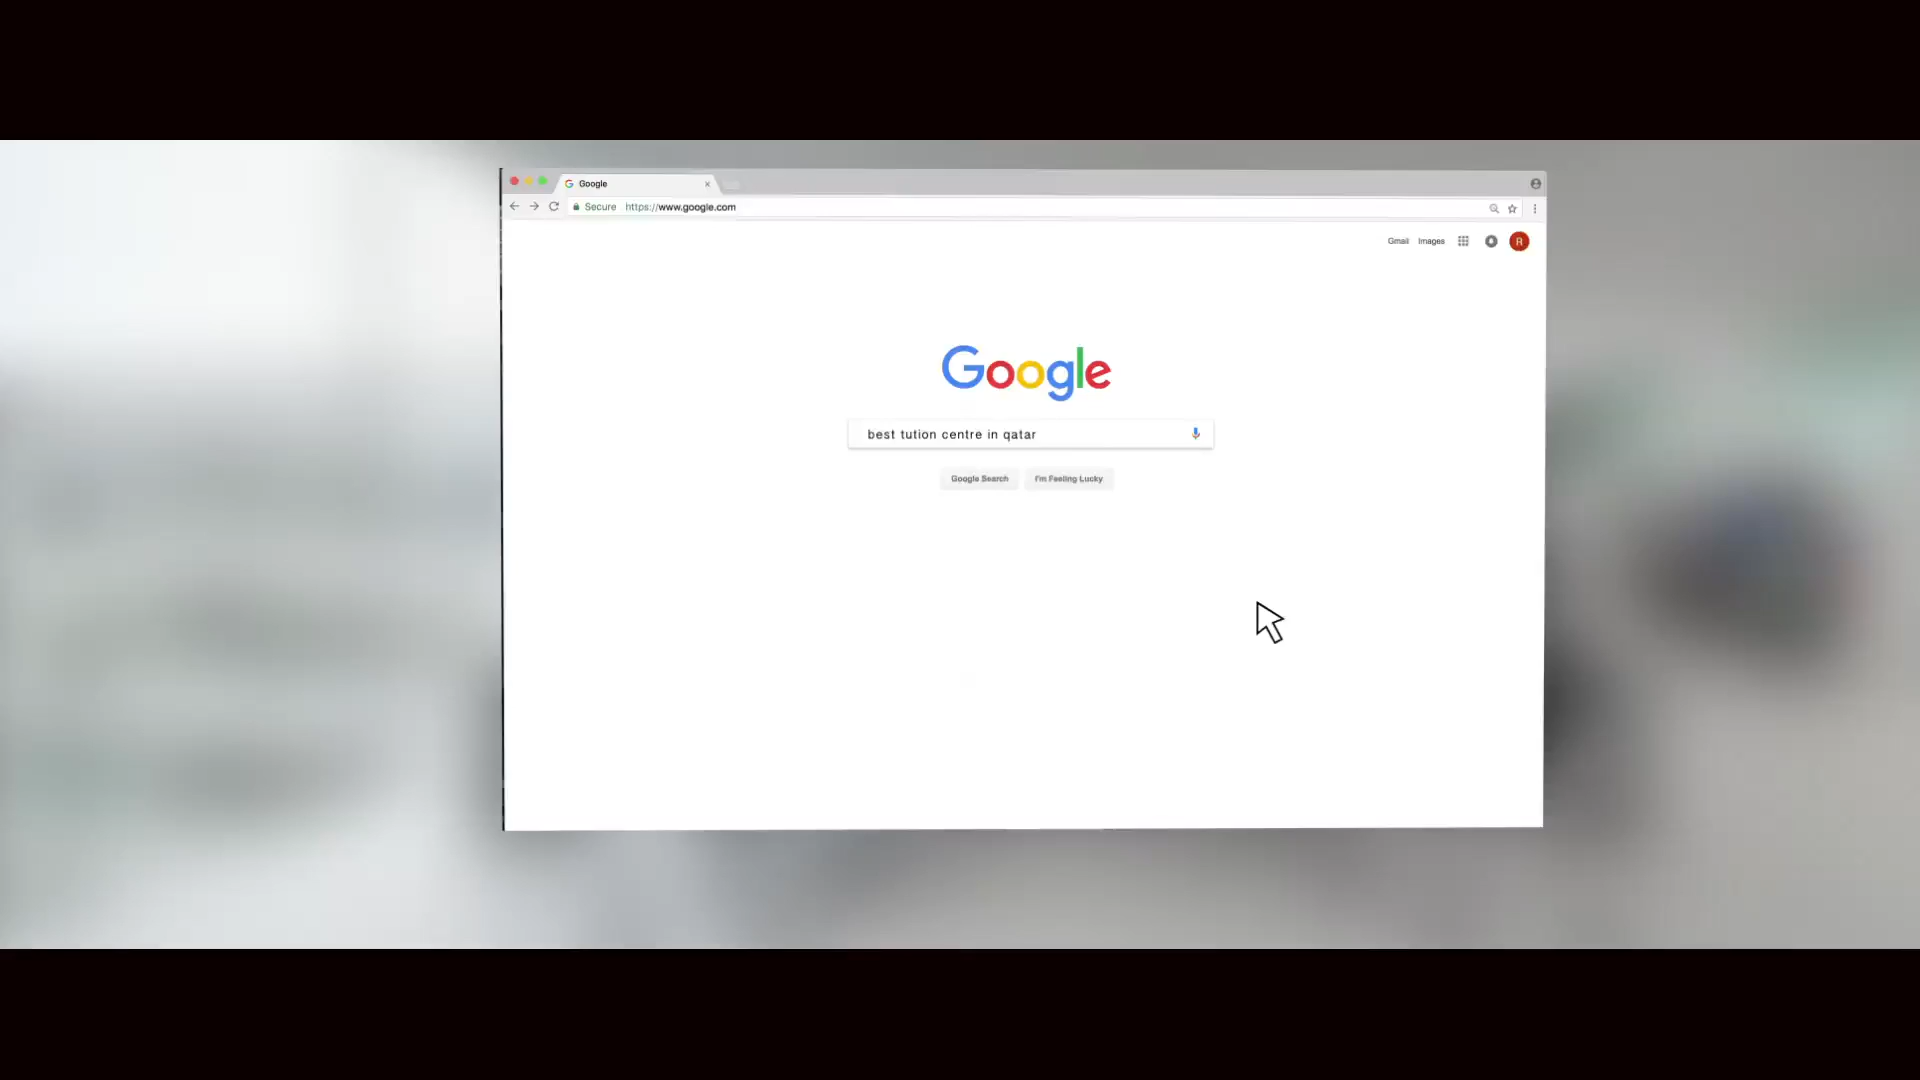 Google
Secure https://www.google.com
Gmail Images R
Google
best tution centre in qatar
Google Search I'm Feeling Lucky